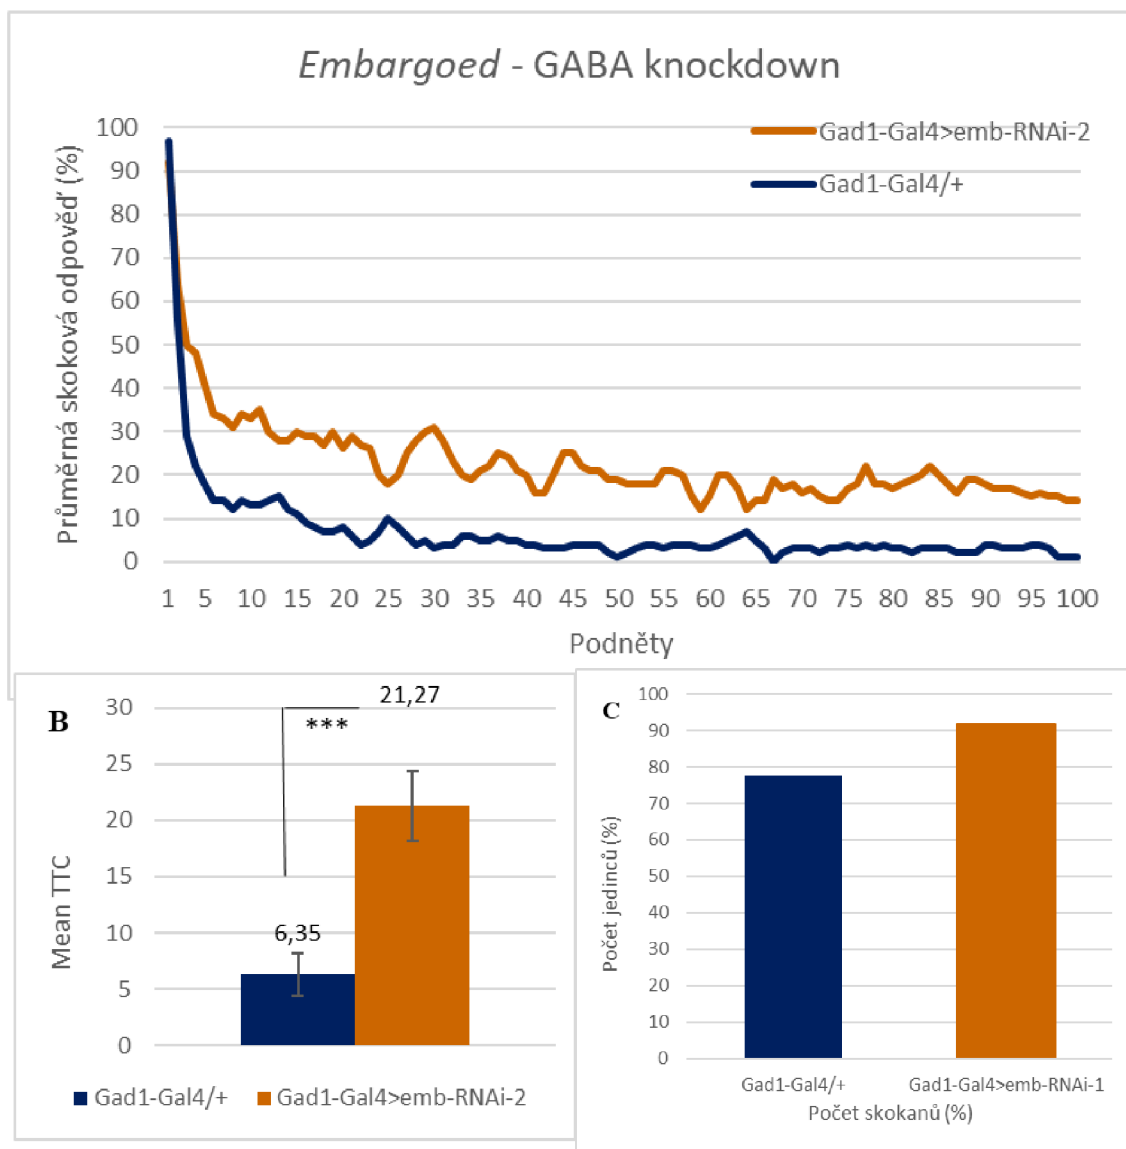 Embargoed - GABA knockdown
Gad1-Gal4>emb-RNAi-2
Gad1-Gal4/+
Průměrná skoková odpověď (%)
100
90
80
70
60
50
40
30
20
10
0
1 5 10 15 20 25 30 35 40 45 50 55 60 65 70 75 80 85 90 95 100
Podněty
B
21,27
***
6,35
Mean TTC
30
25
20
15
10
5
0
Gad1-Gal4/+ Gad1-Gal4>emb-RNAi-2
C
Počet jedinců (%)
100
90
80
70
60
50
40
30
20
10
0
Gad1-Gal4/+ Gad1-Gal4>emb-RNAi-1
Počet skokanů (%)